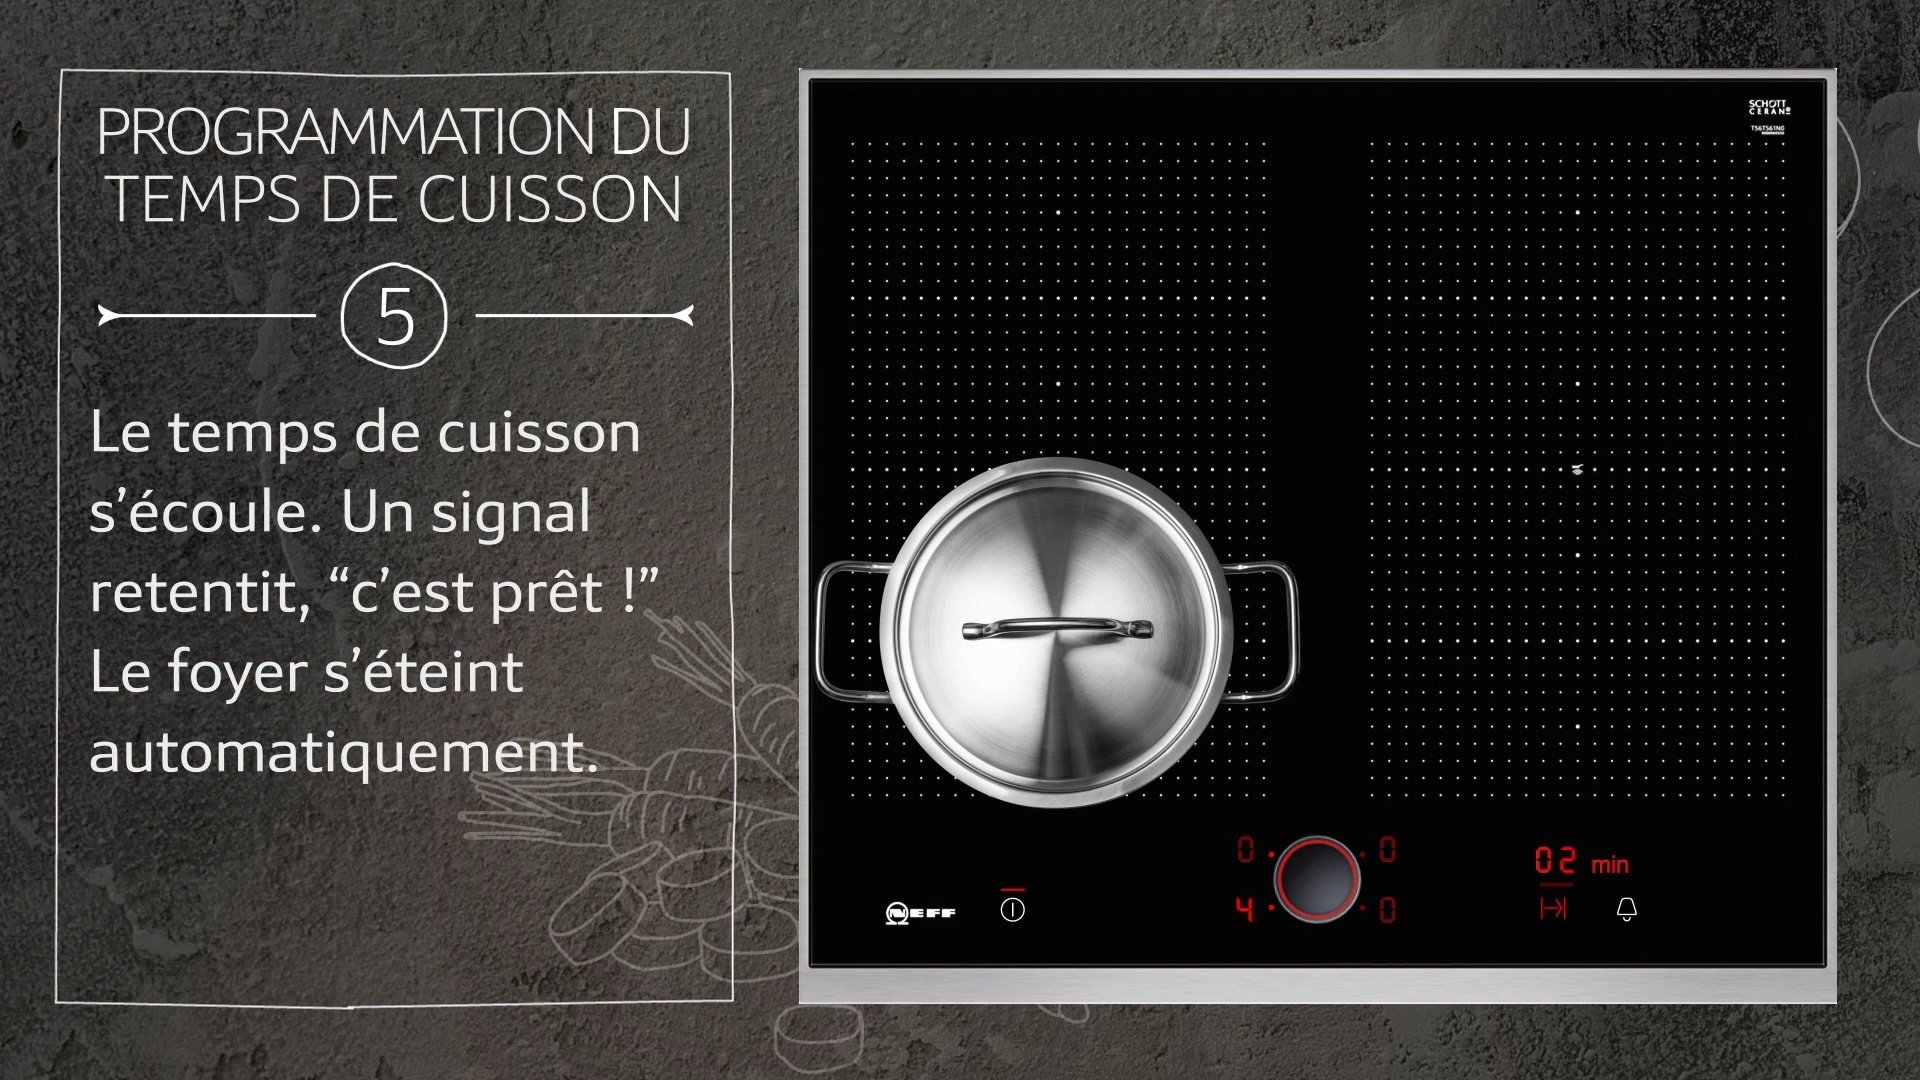 PROGRAMMATION DU
TEMPS DE CUISSON
5
Le temps de cuisson
s’écoule. Un signal
retentit, “c’est prêt !”
Le foyer s’éteint
automatiquement.
SCHOTT
CERAN®
T56TS61N0
0 0
02 min
4 0
NEFF